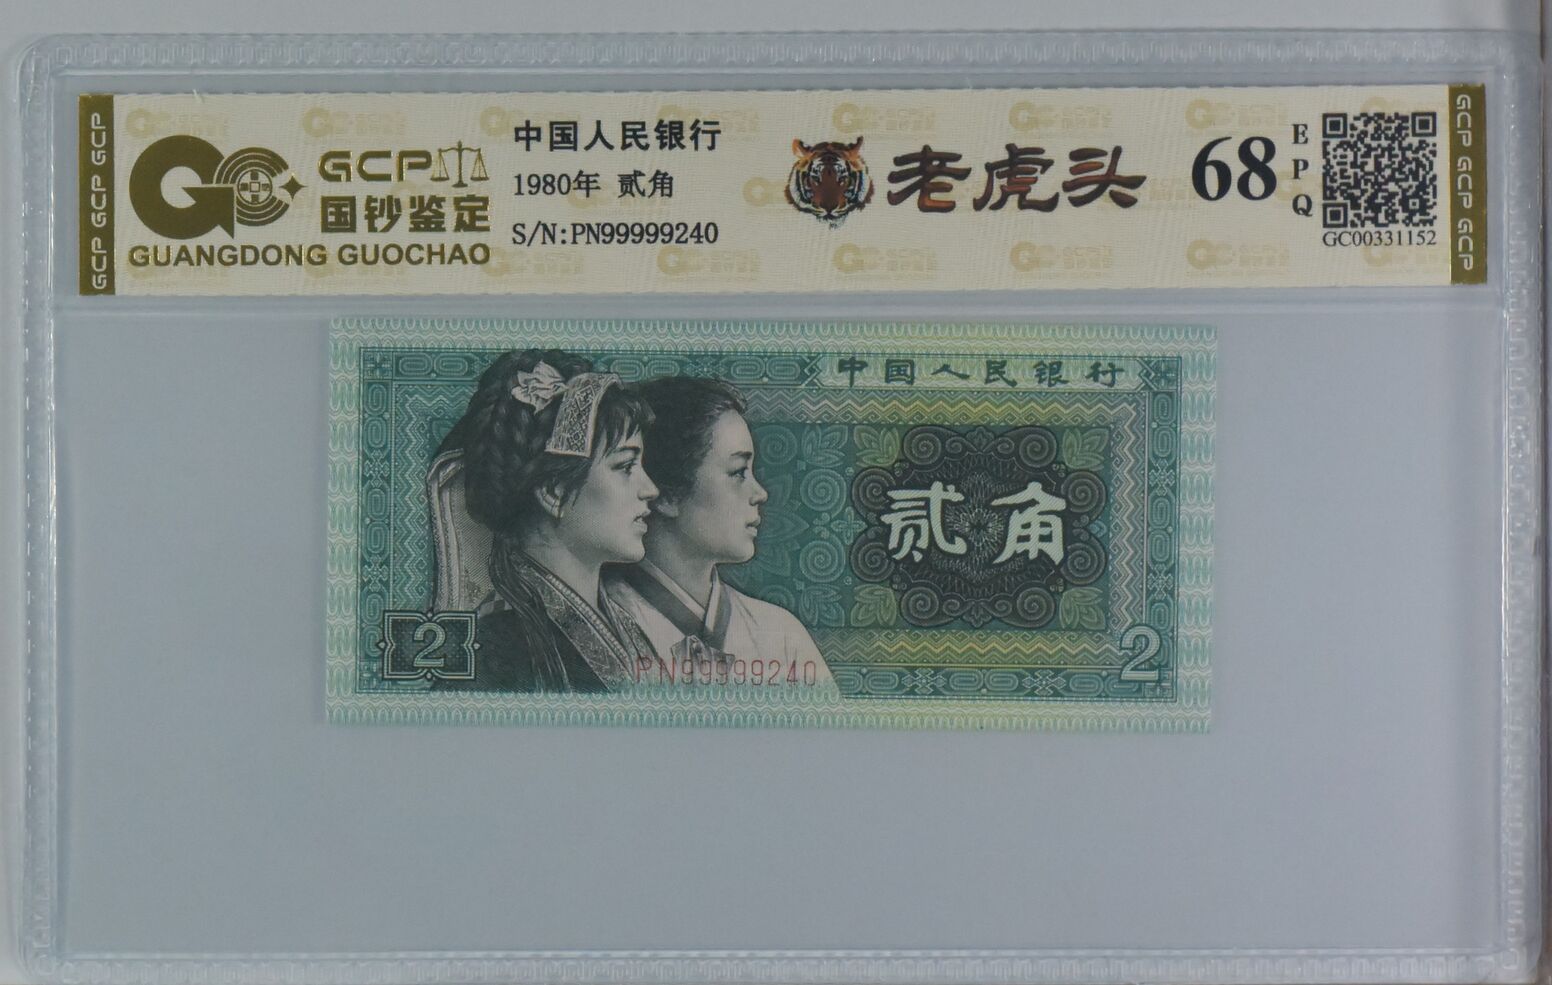 GCP GCP GCP
GCP
国钞鉴定
GUANGDONG GUOCHAO
中国人民银行
1980年 贰角
S/N:PN99999240
老虎头
68
EPQ
GC00331152
GCP GCP GCP
中国人民银行
贰角
2
PN99999240
2